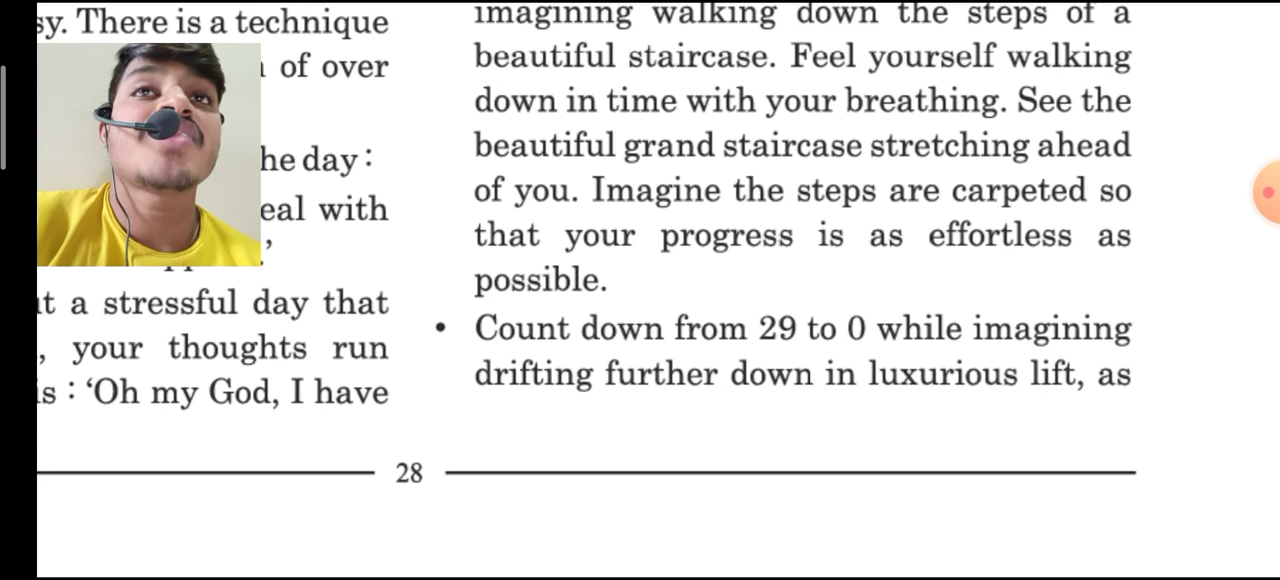 sy. There is a technique
of over
he day :
eal with
’
t a stressful day that
, your thoughts run
is : ‘Oh my God, I have
imagining walking down the steps of a
beautiful staircase. Feel yourself walking
down in time with your breathing. See the
beautiful grand staircase stretching ahead
of you. Imagine the steps are carpeted so
that your progress is as effortless as
possible.
• Count down from 29 to 0 while imagining
drifting further down in luxurious lift, as
28